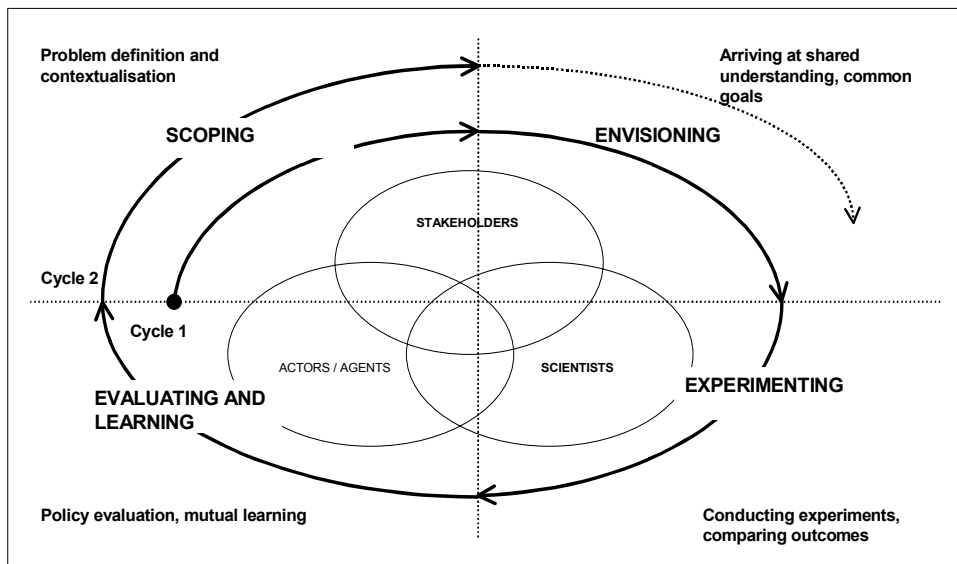 Problem definition and
contextualisation
Arriving at shared
understanding, common
goals
SCOPING
ENVISIONING
STAKEHOLDERS
Cycle 2
Cycle 1
ACTORS / AGENTS
SCIENTISTS
EXPERIMENTING
EVALUATING AND
LEARNING
Policy evaluation, mutual learning
Conducting experiments,
comparing outcomes